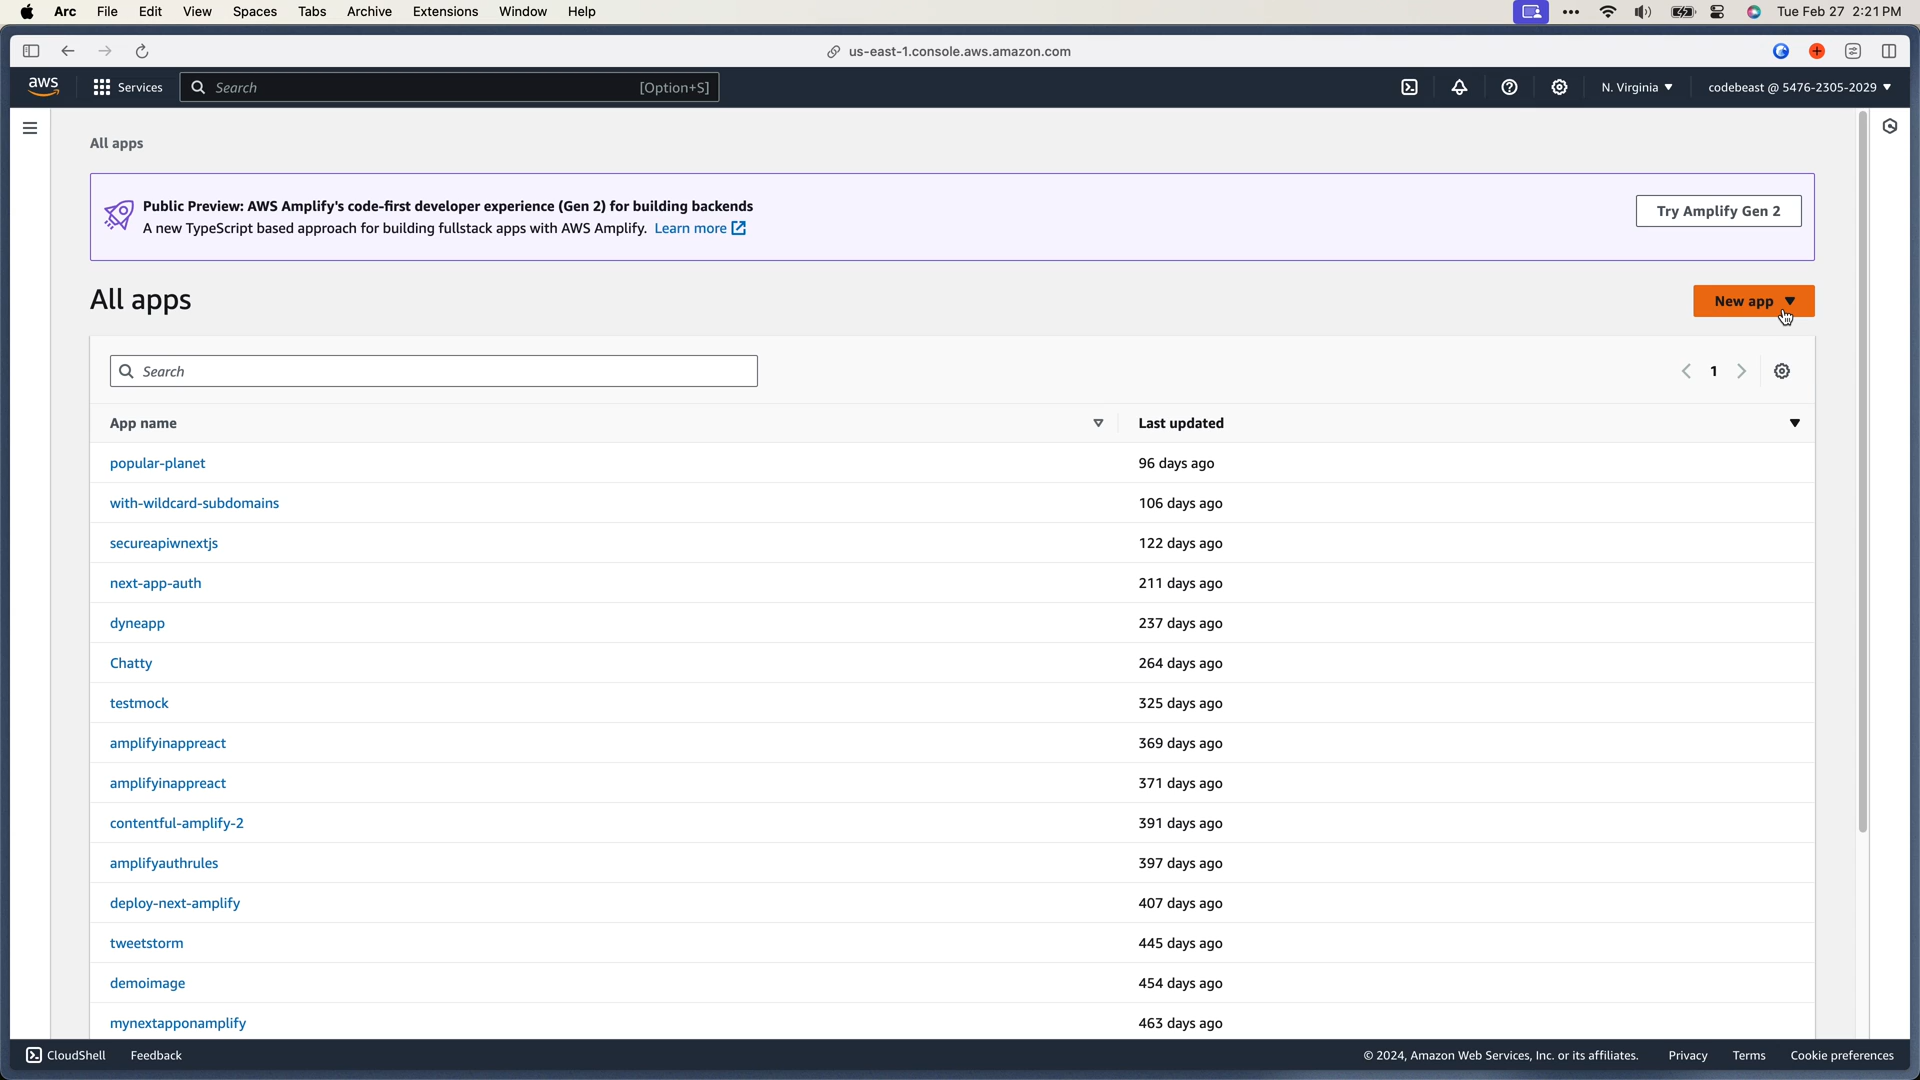 Arc File Edit View Spaces Tabs Archive Extensions Window Help Tue Feb 27 2:21 PM
us-east-1.console.aws.amazon.com
aws Services Search [Option+S] N. Virginia codebeast @ 5476-2305-2029
All apps
Public Preview: AWS Amplify's code-first developer experience (Gen 2) for building backends
A new TypeScript based approach for building fullstack apps with AWS Amplify. Learn more
Try Amplify Gen 2
All apps
New app
Search
1
App name Last updated
popular-planet 96 days ago
with-wildcard-subdomains 106 days ago
secureapiwnextjs 122 days ago
next-app-auth 211 days ago
dyneapp 237 days ago
Chatty 264 days ago
testmock 325 days ago
amplifyinappreact 369 days ago
amplifyinappreact 371 days ago
contentful-amplify-2 391 days ago
amplifyauthrules 397 days ago
deploy-next-amplify 407 days ago
tweetstorm 445 days ago
demoimage 454 days ago
mynextapponamplify 463 days ago
CloudShell Feedback © 2024, Amazon Web Services, Inc. or its affiliates. Privacy Terms Cookie preferences